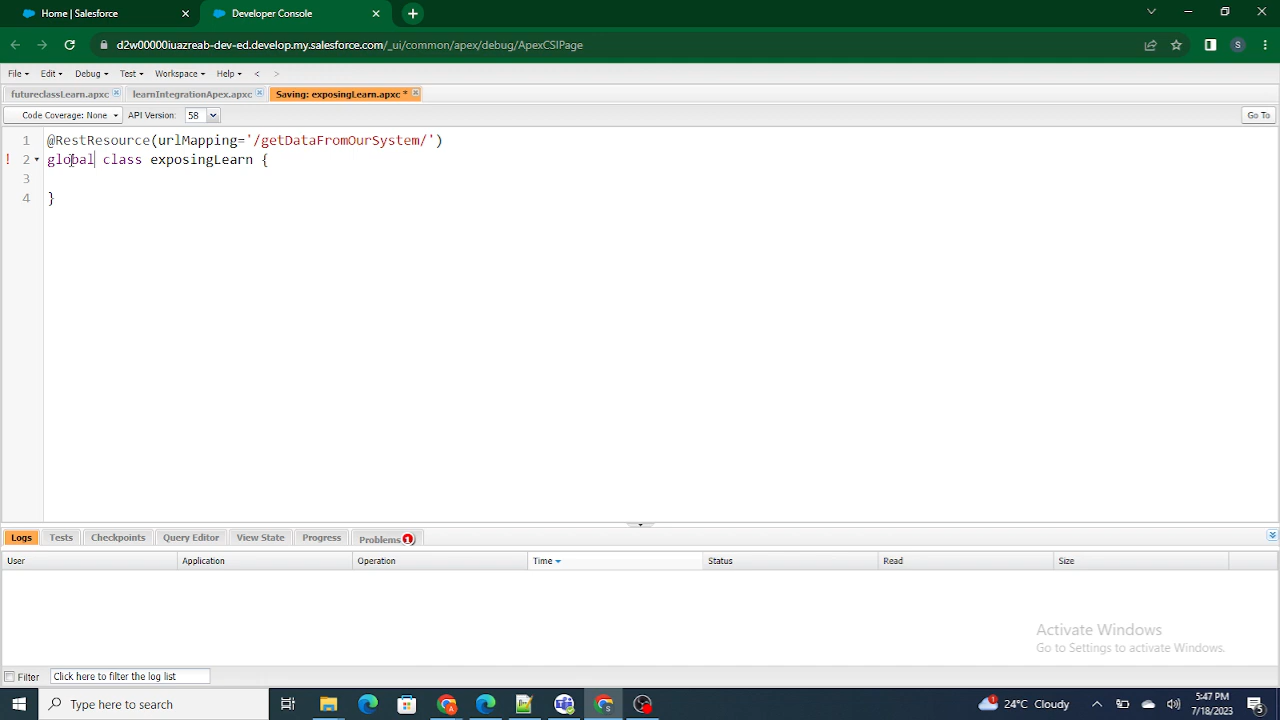 Home | Salesforce
Developer Console
d2w00000iuazreab-dev-ed.develop.my.salesforce.com/_ui/common/apex/debug/ApexCSIPage
S
File Edit Debug Test Workspace Help < >
futureclassLearn.apxc learnIntegrationApex.apxc Saving: exposingLearn.apxc *
Code Coverage: None API Version: 58 Go To
1 @RestResource(urlMapping='/getDataFromOurSystem/')
! 2 global class exposingLearn {
3
4 }
Logs Tests Checkpoints Query Editor View State Progress Problems 1
User Application Operation Time Status Read Size
Activate Windows
Go to Settings to activate Windows.
Filter Click here to filter the log list
Type here to search
1 24°C Cloudy
5:47 PM
7/18/2023
5